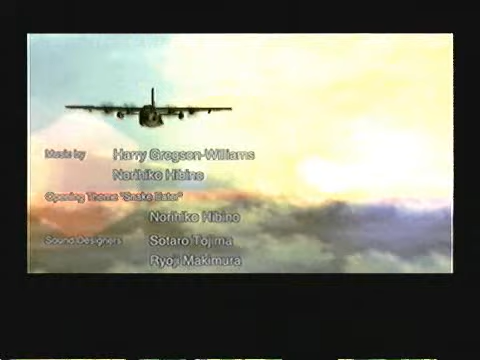 Music by Harry Gregson-Williams
Norihiko Hibino
Opening Theme "Snake Eater"
Norihiko Hibino
Sound Designers Sotaro Tojima
Ryoji Makimura